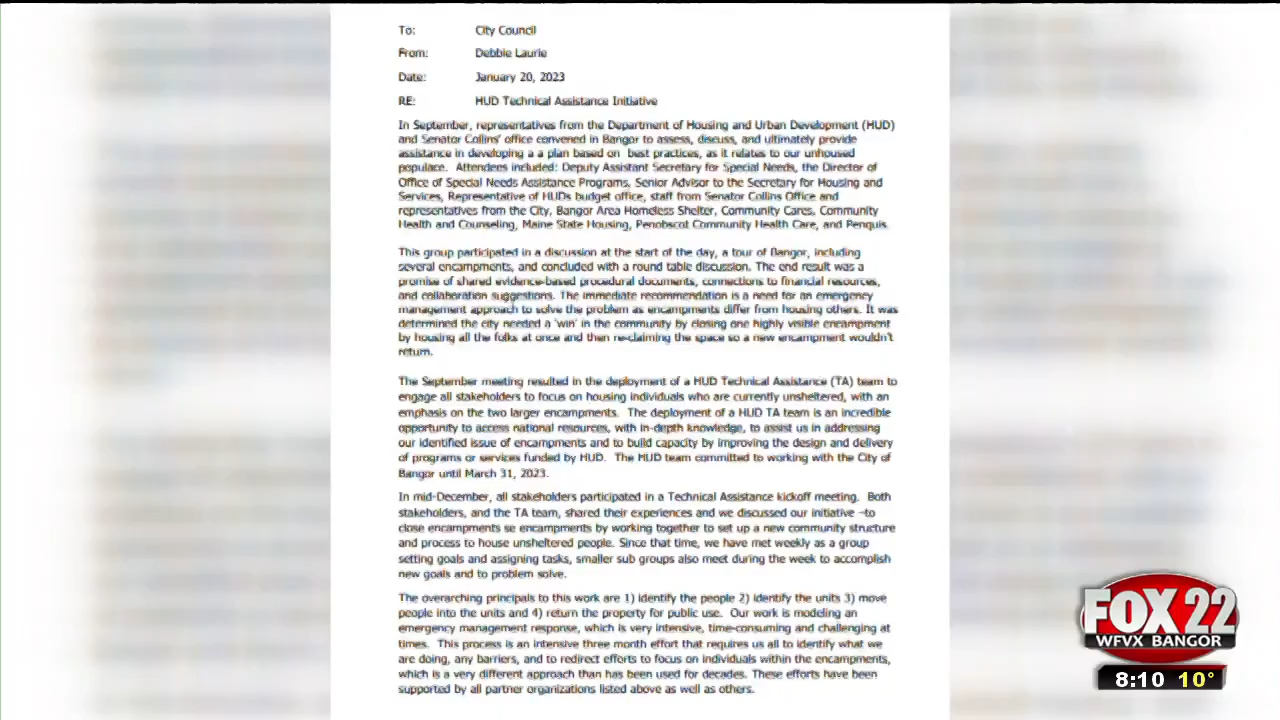 To: City Council
From: Debbie Laurie
Date: January 20, 2023
RE: HUD Technical Assistance Initiative
In September, representatives from the Department of Housing and Urban Development (HUD)
and Senator Collins' office convened in Bangor to assess, discuss, and ultimately provide
assistance in developing a a plan based on best practices, as it relates to our unhoused
populace. Attendees included: Deputy Assistant Secretary for Special Needs, the Director of
Office of Special Needs Assistance Programs, Senior Advisor to the Secretary for Housing and
Services, Representative of HUDs budget office, staff from Senator Collins Office and
representatives from the City, Bangor Area Homeless Shelter, Community Cares, Community
Health and Counseling, Maine State Housing, Penobscot Community Health Care, and Penquis.
This group participated in a discussion at the start of the day, a tour of Bangor, including
several encampments, and concluded with a round table discussion. The end result was a
promise of shared evidence-based procedural documents, connections to financial resources,
and collaboration suggestions. The immediate recommendation is a need for an emergency
management approach to solve the problem as encampments differ from housing others. It was
determined the city needed a 'win' in the community by closing one highly visible encampment
by housing all the folks at once and then re-claiming the space so a new encampment wouldn't
return.
The September meeting resulted in the deployment of a HUD Technical Assistance (TA) team to
engage all stakeholders to focus on housing individuals who are currently unsheltered, with an
emphasis on the two larger encampments. The deployment of a HUD TA team is an incredible
opportunity to access national resources, with in-depth knowledge, to assist us in addressing
our identified issue of encampments and to build capacity by improving the design and delivery
of programs or services funded by HUD. The HUD team committed to working with the City of
Bangor until March 31, 2023.
In mid-December, all stakeholders participated in a Technical Assistance kickoff meeting. Both
stakeholders, and the TA team, shared their experiences and we discussed our initiative –to
close encampments se encampments by working together to set up a new community structure
and process to house unsheltered people. Since that time, we have met weekly as a group
setting goals and assigning tasks, smaller sub groups also meet during the week to accomplish
new goals and to problem solve.
The overarching principals to this work are 1) identify the people 2) identify the units 3) move
people into the units and 4) return the property for public use. Our work is modeling an
emergency management response, which is very intensive, time-consuming and challenging at
times. This process is an intensive three month effort that requires us all to identify what we
are doing, any barriers, and to redirect efforts to focus on individuals within the encampments,
which is a very different approach than has been used for decades. These efforts have been
supported by all partner organizations listed above as well as others.
FOX 22
WFVX BANGOR
8:10 10°